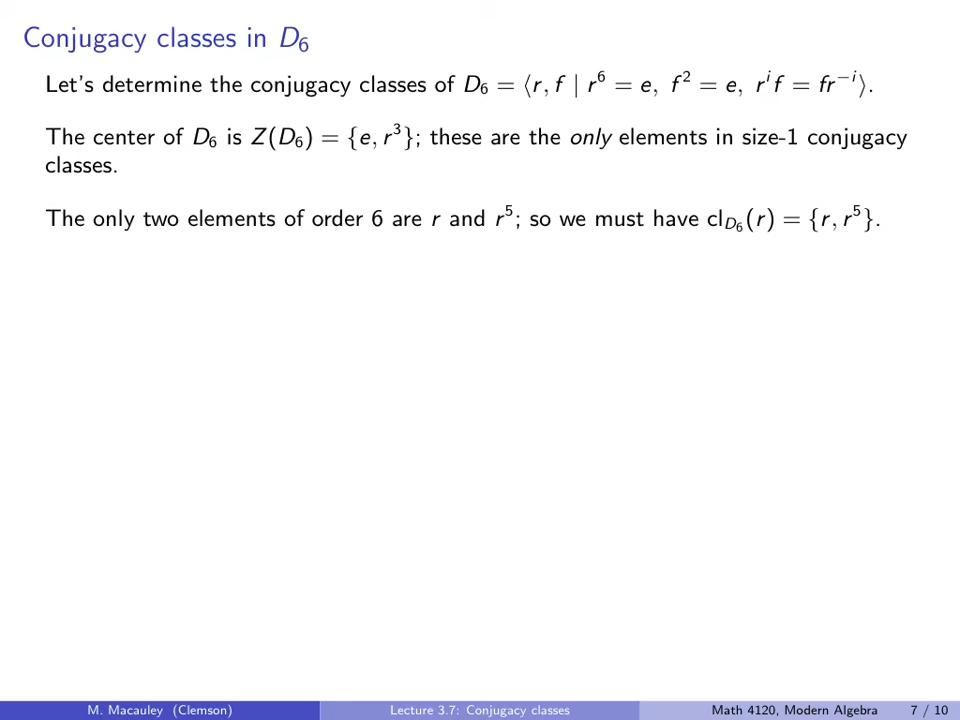 Conjugacy classes in D₆
Let's determine the conjugacy classes of D₆ = ⟨r, f | r⁶ = e, f² = e, rⁱf = fr⁻ⁱ⟩.
The center of D₆ is Z(D₆) = {e, r³}; these are the only elements in size-1 conjugacy
classes.
The only two elements of order 6 are r and r⁵; so we must have cl_{D₆}(r) = {r, r⁵}.
M. Macauley (Clemson)
Lecture 3.7: Conjugacy classes
Math 4120, Modern Algebra
7 / 10